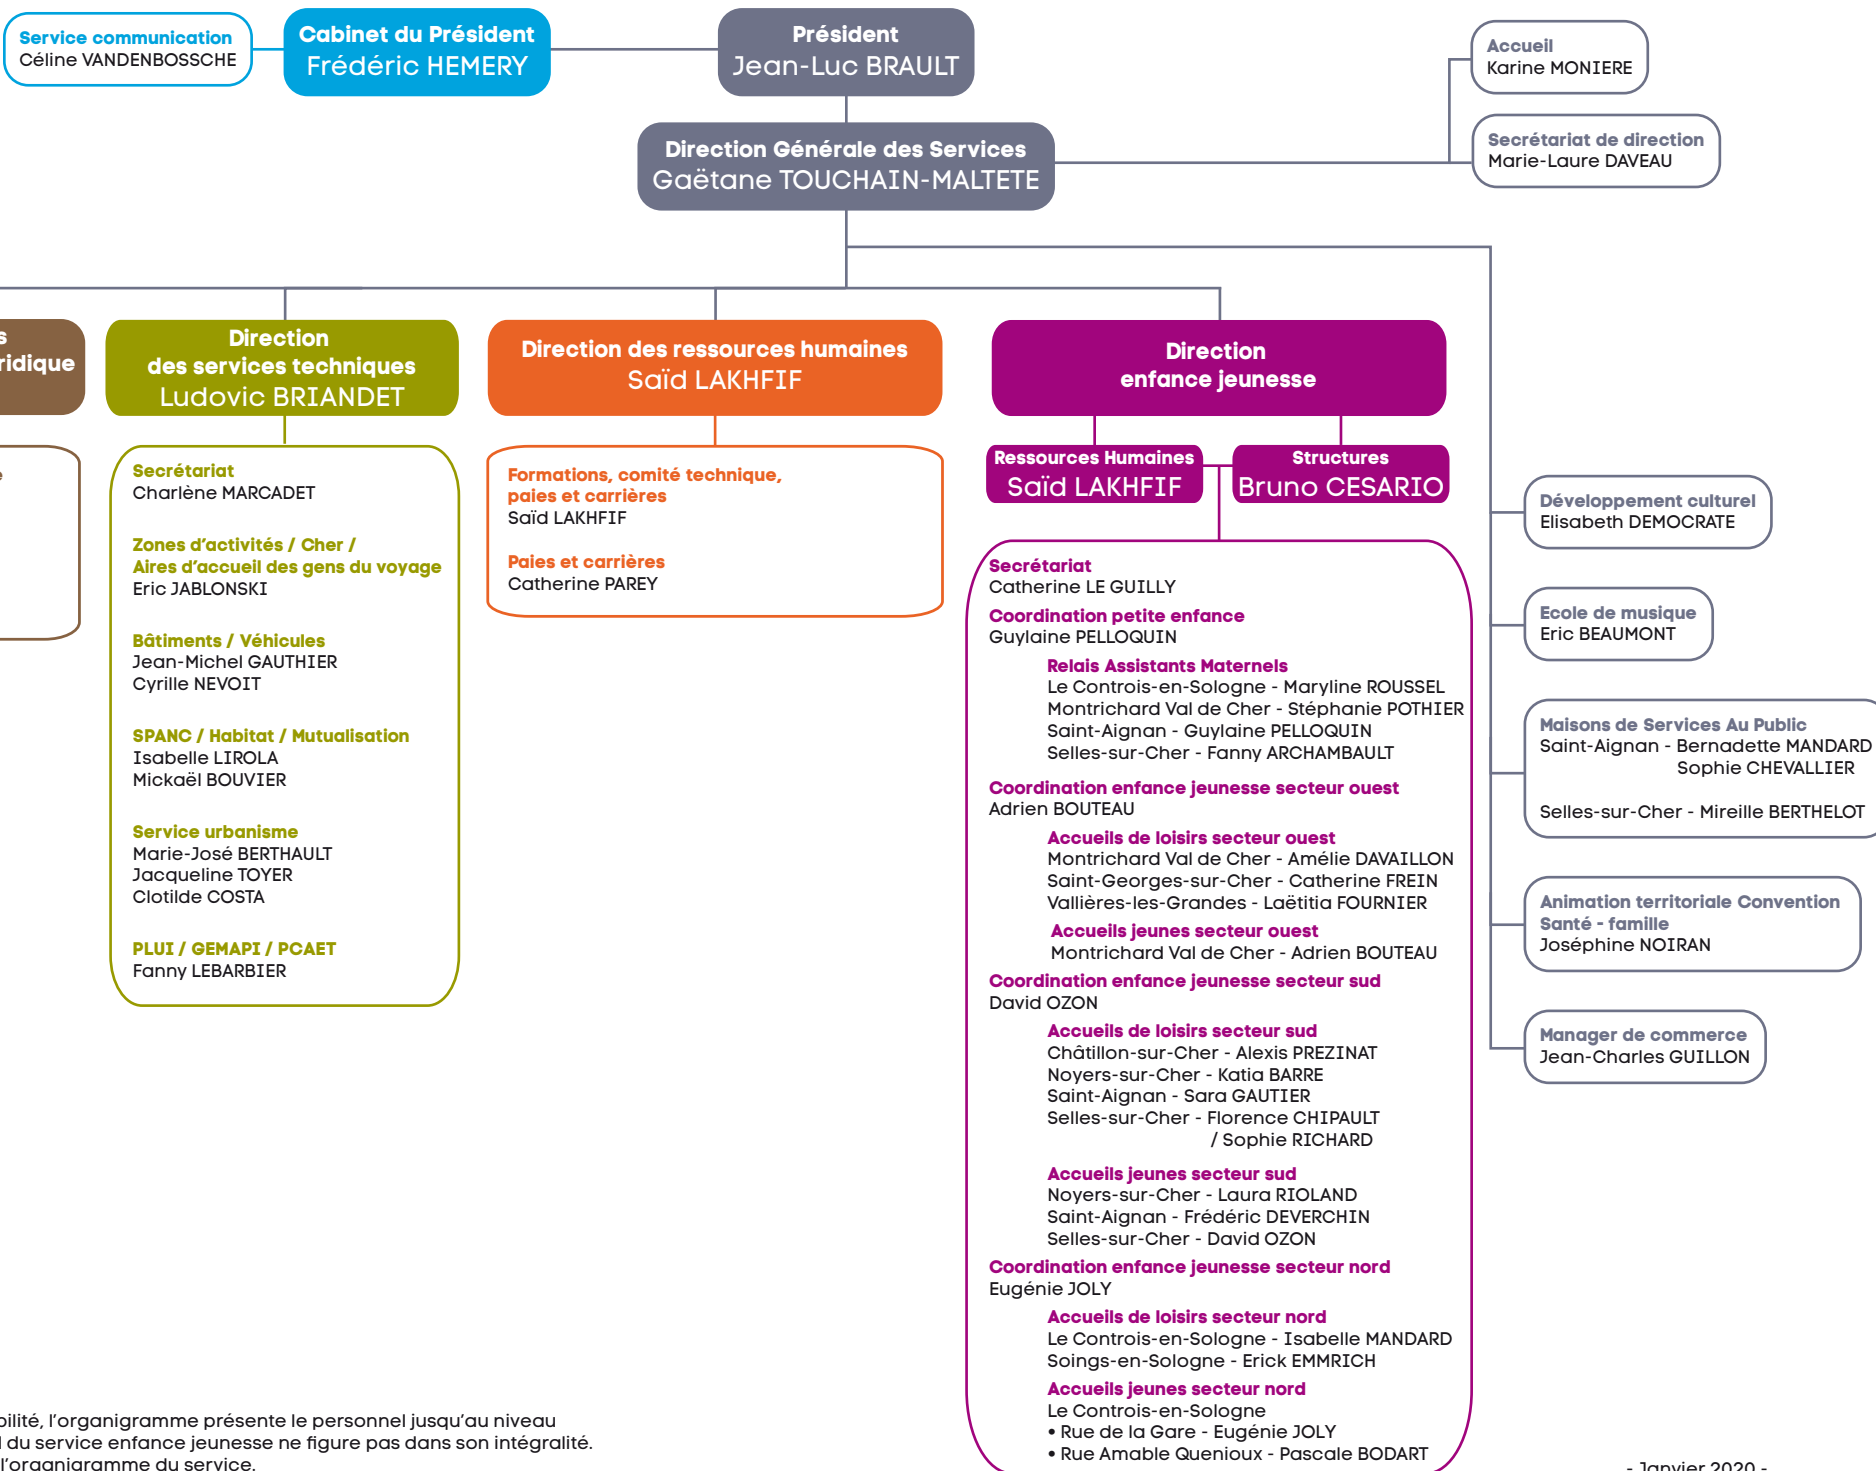 Service communication
Céline VANDENBOSSCHE
Cabinet du Président
Frédéric HEMERY
Président
Jean-Luc BRAULT
Accueil
Karine MONIERE
Secrétariat de direction
Marie-Laure DAVEAU
Direction Générale des Services
Gaëtane TOUCHAIN-MALTETE
Direction
des services techniques
Ludovic BRIANDET
Secrétariat
Charlène MARCADET
Zones d'activités / Cher /
Aires d'accueil des gens du voyage
Eric JABLONSKI
Bâtiments / Véhicules
Jean-Michel GAUTHIER
Cyrille NEVOIT
SPANC / Habitat / Mutualisation
Isabelle LIROLA
Mickaël BOUVIER
Service urbanisme
Marie-José BERTHAULT
Jacqueline TOYER
Clotilde COSTA
PLUI / GEMAPI / PCAET
Fanny LEBARBIER
Direction des ressources humaines
Saïd LAKHFIF
Formations, comité technique,
paies et carrières
Saïd LAKHFIF
Paies et carrières
Catherine PAREY
Direction
enfance jeunesse
Ressources Humaines
Saïd LAKHFIF
Structures
Bruno CESARIO
Secrétariat
Catherine LE GUILLY
Coordination petite enfance
Guylaine PELLOQUIN
Relais Assistants Maternels
Le Controis-en-Sologne - Maryline ROUSSEL
Montrichard Val de Cher - Stéphanie POTHIER
Saint-Aignan - Guylaine PELLOQUIN
Selles-sur-Cher - Fanny ARCHAMBAULT
Coordination enfance jeunesse secteur ouest
Adrien BOUTEAU
Accueils de loisirs secteur ouest
Montrichard Val de Cher - Amélie DAVAILLON
Saint-Georges-sur-Cher - Catherine FREIN
Vallières-les-Grandes - Laëtitia FOURNIER
Accueils jeunes secteur ouest
Montrichard Val de Cher - Adrien BOUTEAU
Coordination enfance jeunesse secteur sud
David OZON
Accueils de loisirs secteur sud
Châtillon-sur-Cher - Alexis PREZINAT
Noyers-sur-Cher - Katia BARRE
Saint-Aignan - Sara GAUTIER
Selles-sur-Cher - Florence CHIPAULT
/ Sophie RICHARD
Accueils jeunes secteur sud
Noyers-sur-Cher - Laura RIOLAND
Saint-Aignan - Frédéric DEVERCHIN
Selles-sur-Cher - David OZON
Coordination enfance jeunesse secteur nord
Eugénie JOLY
Accueils de loisirs secteur nord
Le Controis-en-Sologne - Isabelle MANDARD
Soings-en-Sologne - Erick EMMRICH
Accueils jeunes secteur nord
Le Controis-en-Sologne
• Rue de la Gare - Eugénie JOLY
• Rue Amable Quenioux - Pascale BODART
Développement culturel
Elisabeth DEMOCRATE
Ecole de musique
Eric BEAUMONT
Maisons de Services Au Public
Saint-Aignan - Bernadette MANDARD
Sophie CHEVALLIER
Selles-sur-Cher - Mireille BERTHELOT
Animation territoriale Convention
Santé - famille
Joséphine NOIRAN
Manager de commerce
Jean-Charles GUILLON
l'organigramme présente le personnel jusqu'au niveau
du service enfance jeunesse ne figure pas dans son intégralité.
l'organigramme du service.
- Janvier 2020 -